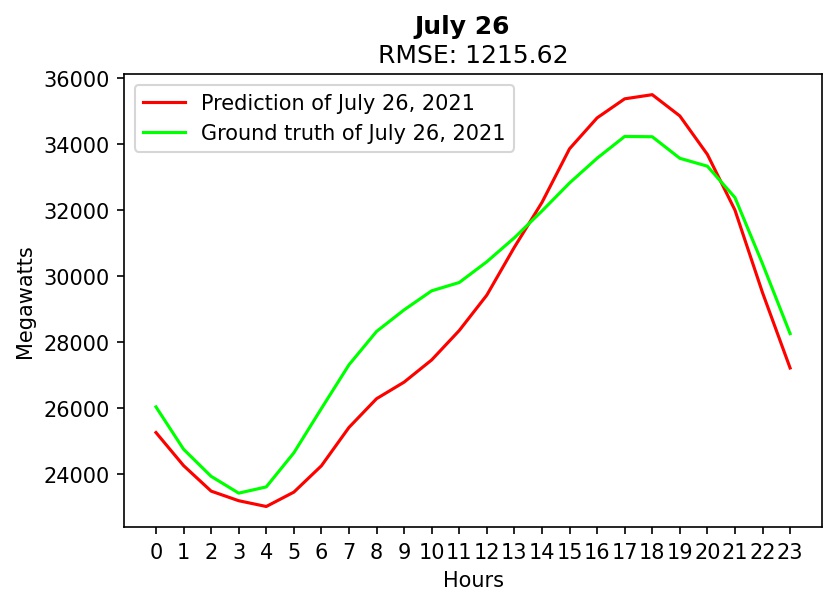 July 26
RMSE: 1215.62
Prediction of July 26, 2021
Ground truth of July 26, 2021
Megawatts
36000
34000
32000
30000
28000
26000
24000
0 1 2 3 4 5 6 7 8 9 10 11 12 13 14 15 16 17 18 19 20 21 22 23
Hours